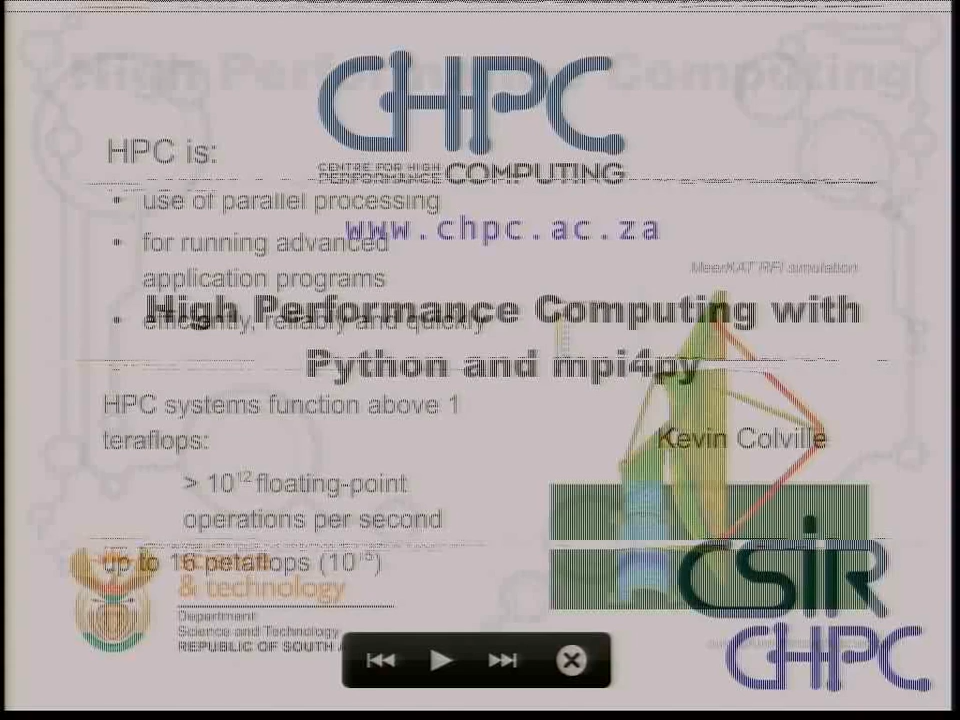 High Performance Computing
CHPC
CENTRE FOR HIGH
PERFORMANCE COMPUTING
www.chpc.ac.za
HPC is:
• use of parallel processing
• for running advanced
application programs
• efficiently, reliably and quickly
MeerKAT RFI simulation
High Performance Computing with
Python and mpi4py
Kevin Colville
HPC systems function above 1
teraflops:
> 10¹² floating-point
operations per second
up to 16 petaflops (10¹⁵)
& technology
Department:
Science and Technology
REPUBLIC OF SOUTH
CSIR
CHPC